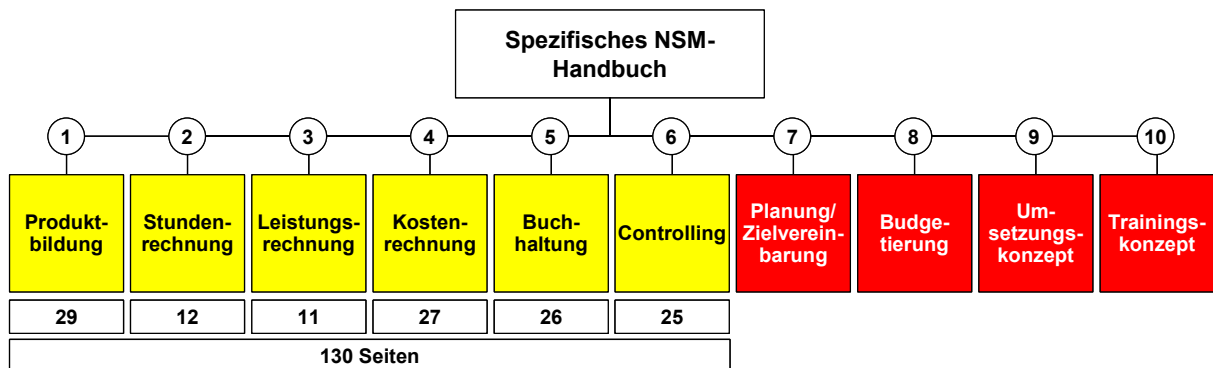 Spezifisches NSM-
Handbuch
1 2 3 4 5 6 7 8 9 10
Produkt-
bildung
Stunden-
rechnung
Leistungs-
rechnung
Kosten-
rechnung
Buch-
haltung
Controlling
Planung/
Zielverein-
barung
Budge-
tierung
Um-
setzungs-
konzept
Trainings-
konzept
29 12 11 27 26 25
130 Seiten